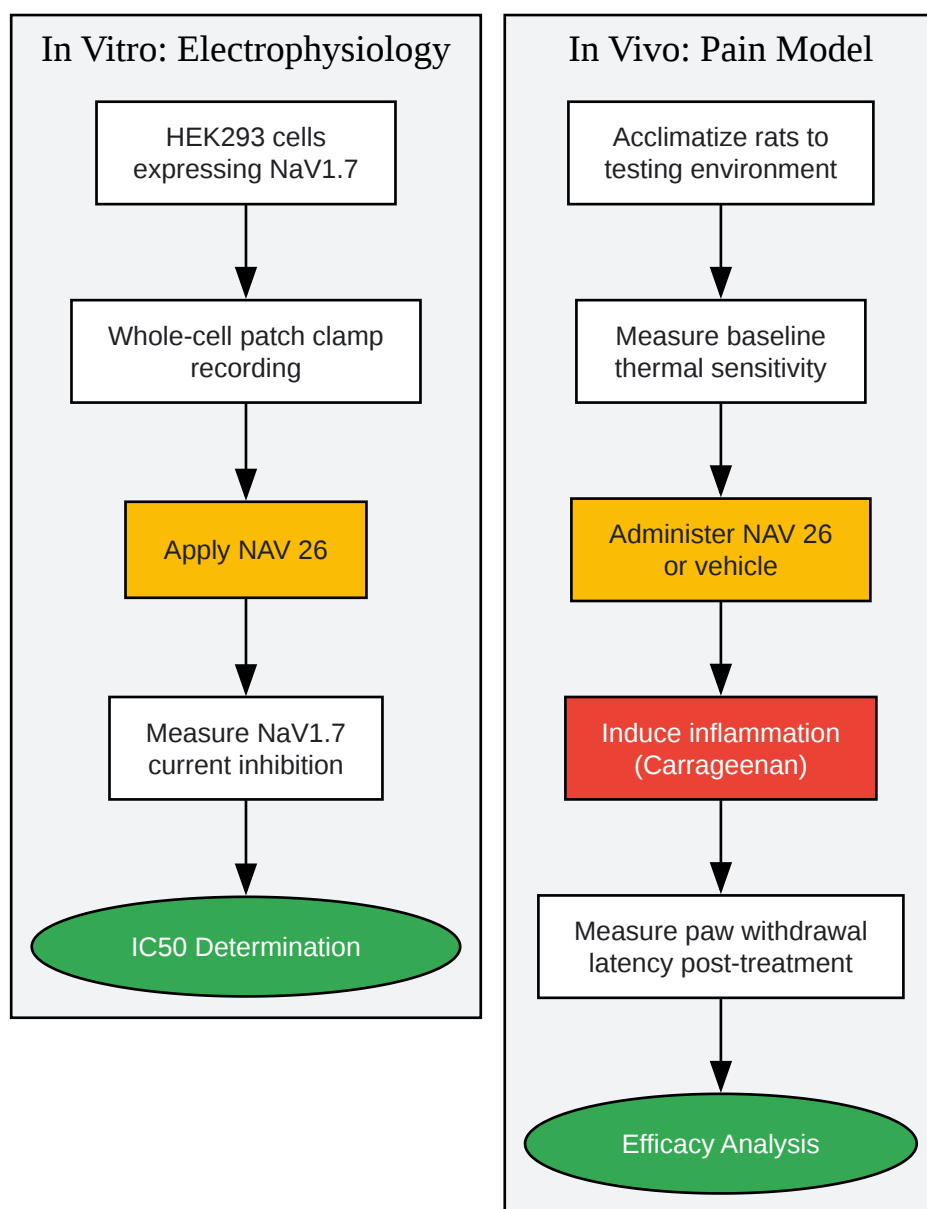 In Vitro: Electrophysiology
HEK293 cells
expressing NaV1.7
Whole-cell patch clamp
recording
Apply NAV 26
Measure NaV1.7
current inhibition
IC50 Determination
In Vivo: Pain Model
Acclimatize rats to
testing environment
Measure baseline
thermal sensitivity
Administer NAV 26
or vehicle
Induce inflammation
(Carrageenan)
Measure paw withdrawal
latency post-treatment
Efficacy Analysis